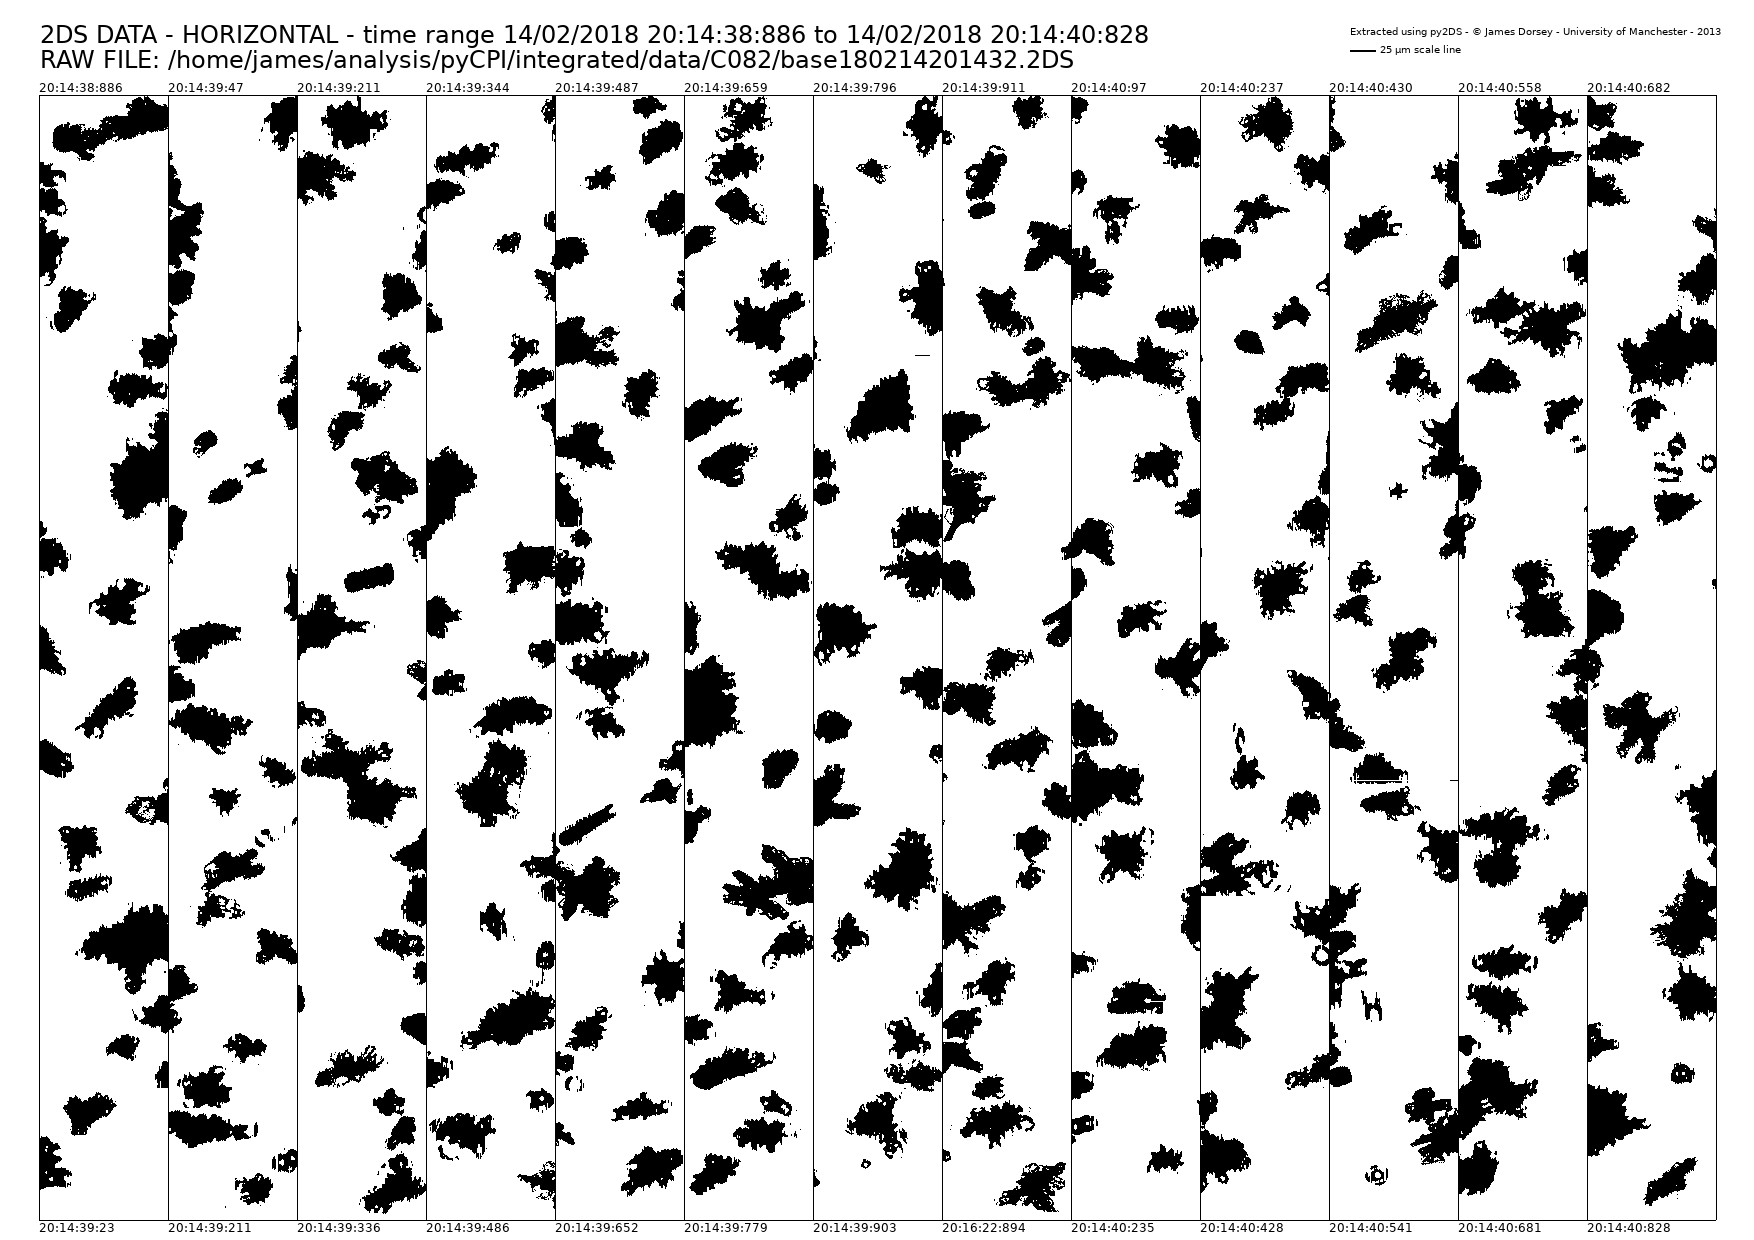 2DS DATA - HORIZONTAL - time range 14/02/2018 20:14:38:886 to 14/02/2018 20:14:40:828
RAW FILE: /home/james/analysis/pyCPI/integrated/data/C082/base180214201432.2DS
Extracted using py2DS - © James Dorsey - University of Manchester - 2013
25 µm scale line
20:14:38:886 20:14:39:47 20:14:39:211 20:14:39:344 20:14:39:487 20:14:39:659 20:14:39:796 20:14:39:911 20:14:40:97 20:14:40:237 20:14:40:430 20:14:40:558 20:14:40:682
20:14:39:23 20:14:39:211 20:14:39:336 20:14:39:486 20:14:39:652 20:14:39:779 20:14:39:903 20:16:22:894 20:14:40:235 20:14:40:428 20:14:40:541 20:14:40:681 20:14:40:828